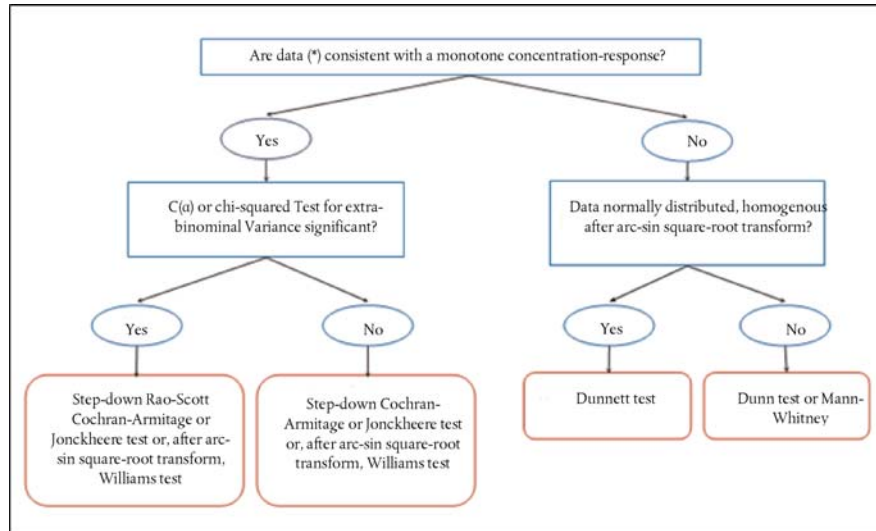 Are data (*) consistent with a monotone concentration-response?
Yes
No
C(α) or chi-squared Test for extra-
binominal Variance significant?
Data normally distributed, homogenous
after arc-sin square-root transform?
Yes
No
Yes
No
Step-down Rao-Scott
Cochran-Armitage or
Jonckheere test or, after arc-
sin square-root transform,
Williams test
Step-down Cochran-
Armitage or Jonckheere test
or, after arc-sin square-root
transform, Williams test
Dunnett test
Dunn test or Mann-
Whitney